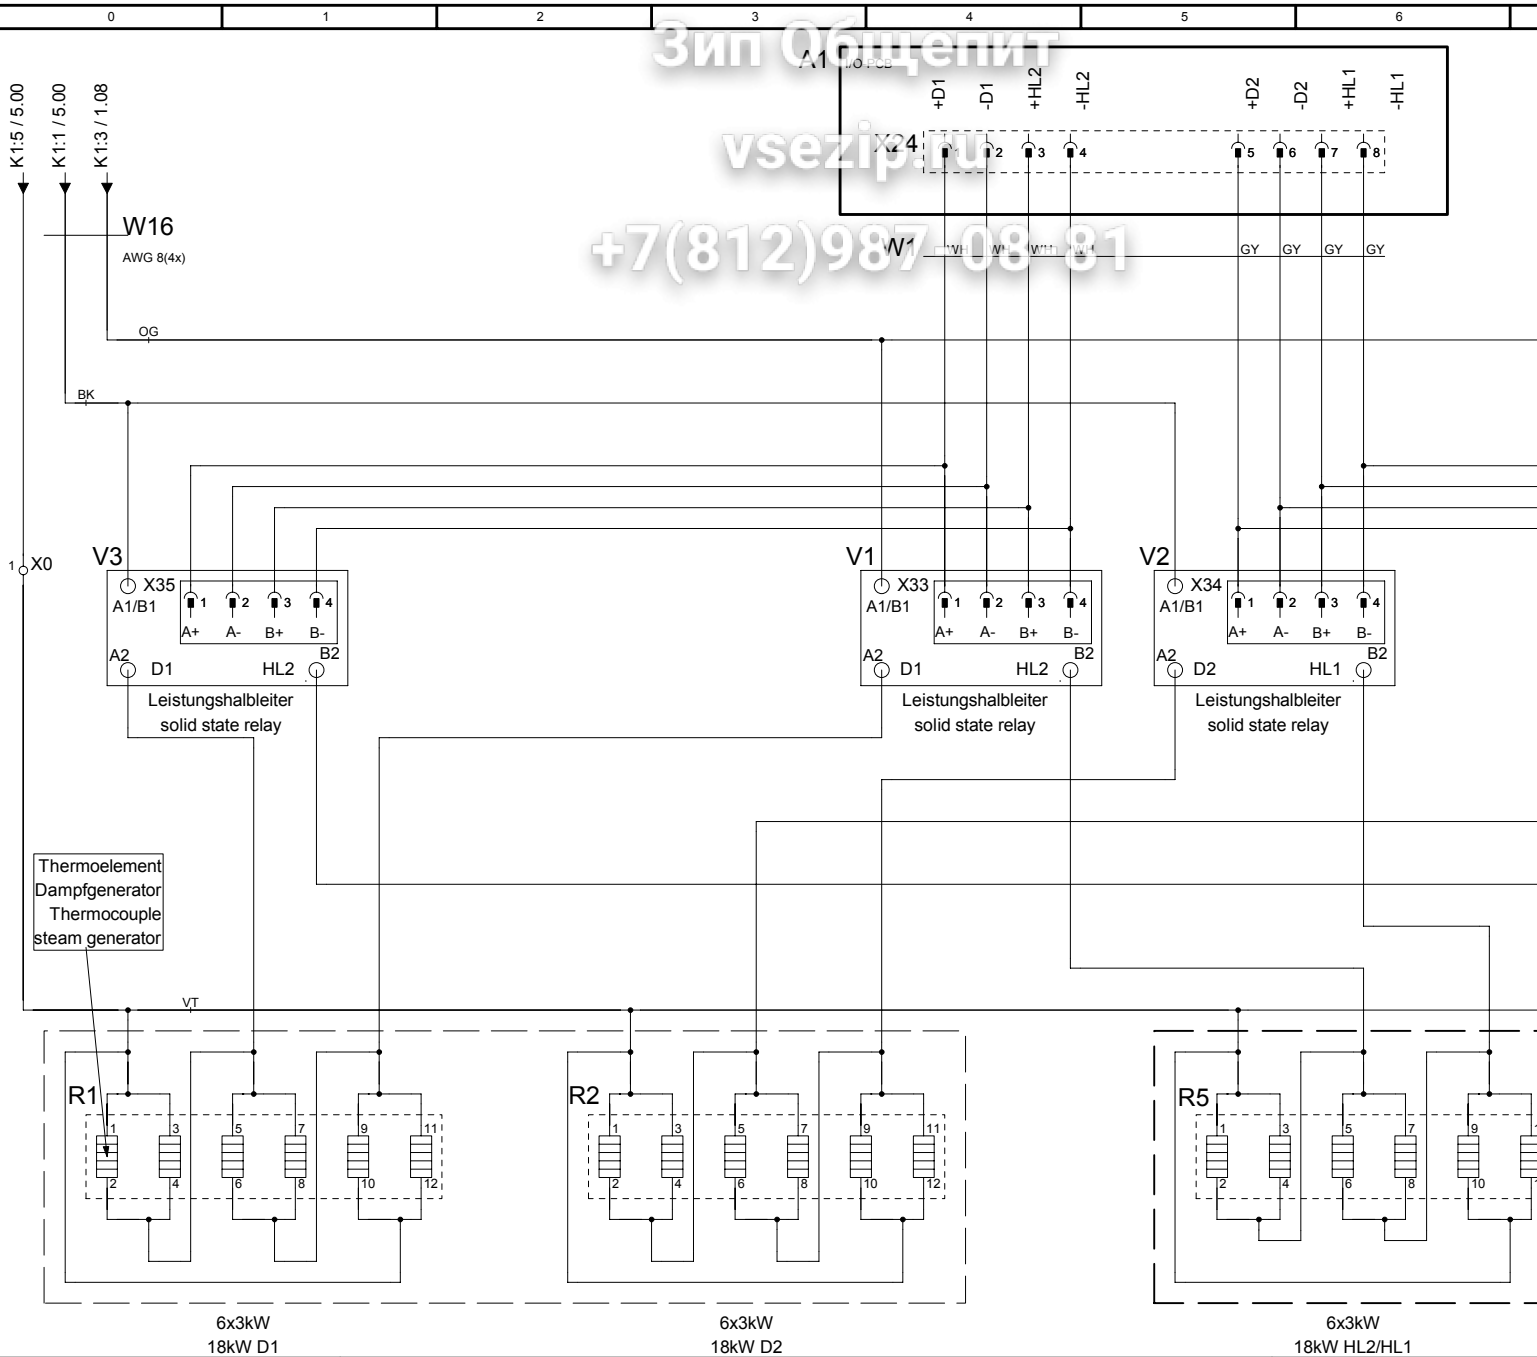 0 1 2 3 4 5 6
Зип Общепит
A1 I/O-PCB
+D1 -D1 +HL2 -HL2 +D2 -D2 +HL1 -HL1
K1:5 / 5.00
K1:1 / 5.00
K1:3 / 1.08
X24 1 2 3 4 5 6 7 8
vsezip.ru
W16
AWG 8(4x)
+7(812)987-08-81
W1 WH WH WH WH GY GY GY GY
OG
BK
1 X0
V3 V1 V2
X35 1 2 3 4 X33 1 2 3 4 X34 1 2 3 4
A1/B1 A1/B1 A1/B1
A+ A- B+ B- A+ A- B+ B- A+ A- B+ B-
A2 B2 A2 B2 A2 B2
D1 HL2 D1 HL2 D2 HL1
Leistungshalbleiter Leistungshalbleiter Leistungshalbleiter
solid state relay solid state relay solid state relay
Thermoelement
Dampfgenerator
Thermocouple
steam generator
VT
R1 R2 R5
1 3 5 7 9 11 1 3 5 7 9 11 1 3 5 7 9
2 4 6 8 10 12 2 4 6 8 10 12 2 4 6 8 10
6x3kW 6x3kW 6x3kW
18kW D1 18kW D2 18kW HL2/HL1